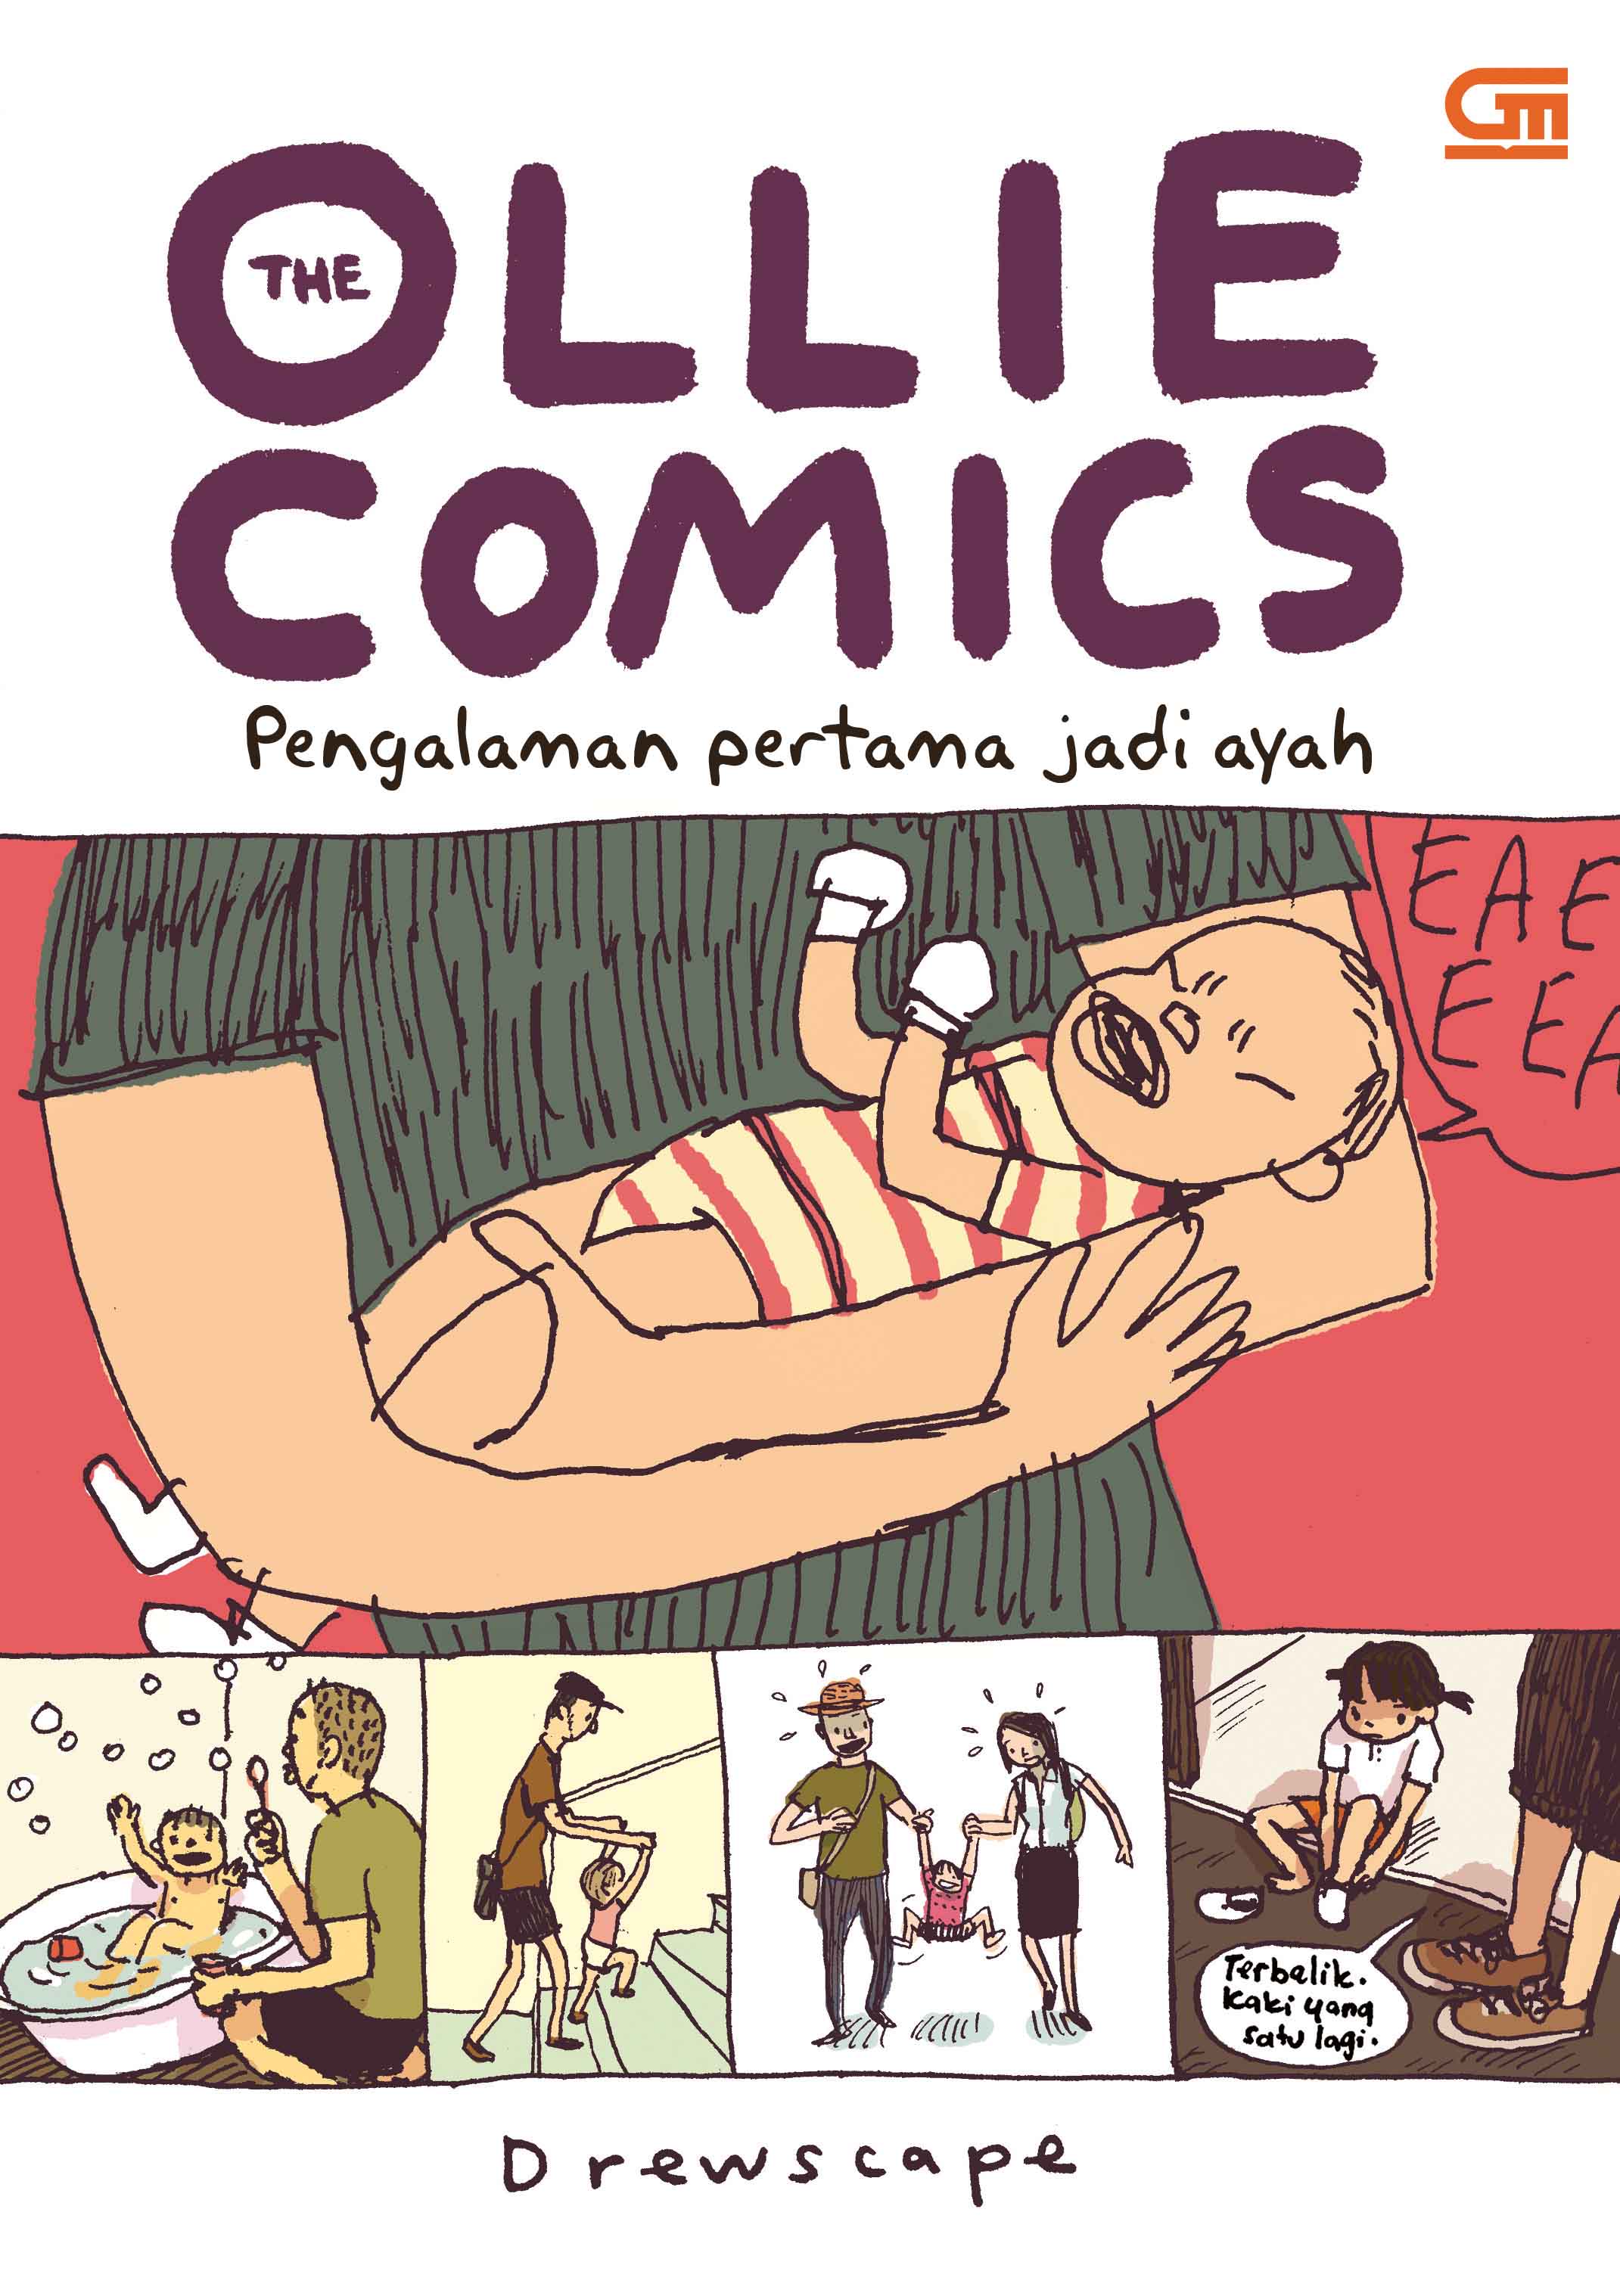 THE
OLLIE
COMICS
Pengalaman pertama jadi ayah
EAE
EEA
Terbalik.
Kaki yang
satu lagi.
Drewscape